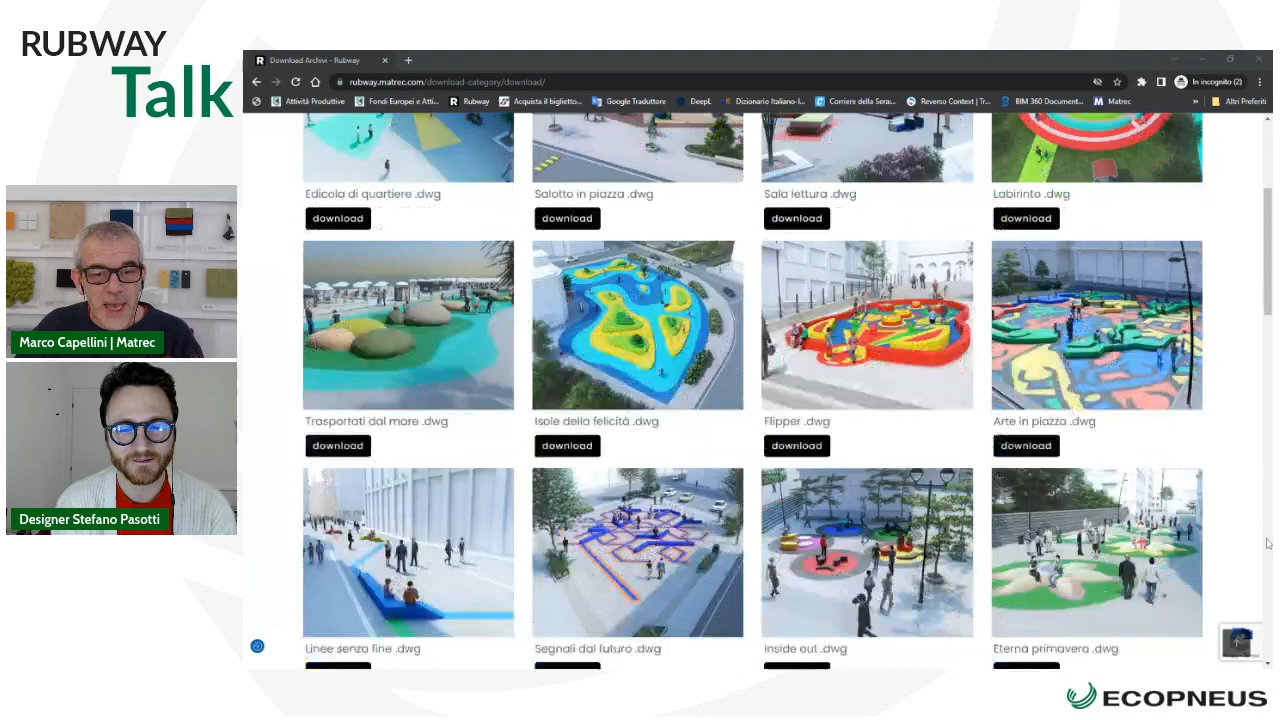 RUBWAY
Talk
Download Archivi - Rubway
rubway.matrec.com/download-category/download/
In incognito (2)
Attività Produttive
Fondi Europei e Atti...
Rubway
Acquista il biglietto...
Google Traduttore
DeepL
Dizionario Italiano-I...
Corriere della Sera:...
Reverso Context | Tr...
BIM 360 Document...
Matrec
»
Altri Preferiti
Edicola di quartiere .dwg
Salotto in piazza .dwg
Sala lettura .dwg
Labirinto .dwg
download
download
download
download
Trasportati dal mare .dwg
Isole della felicità .dwg
Flipper .dwg
Arte in piazza .dwg
download
download
download
download
Linee senza fine .dwg
Segnali dal futuro .dwg
Inside out .dwg
Eterna primavera .dwg
Marco Capellini | Matrec
Designer Stefano Pasotti
ECOPNEUS